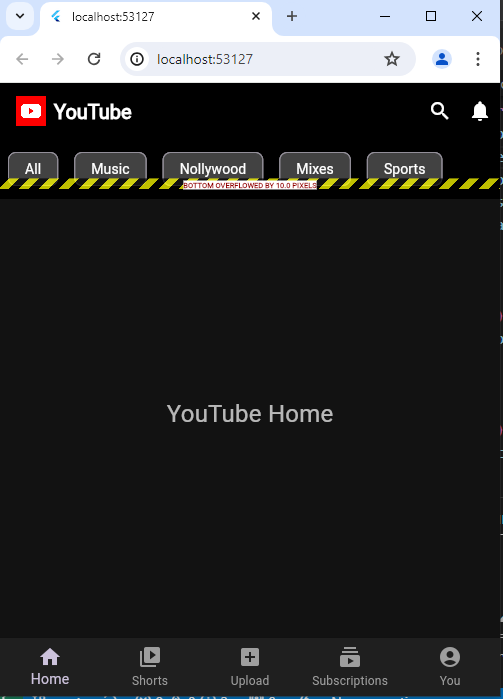 localhost:53127
localhost:53127
YouTube
All Music Nollywood Mixes Sports
BOTTOM OVERFLOWED BY 10.0 PIXELS
YouTube Home
Home Shorts Upload Subscriptions You